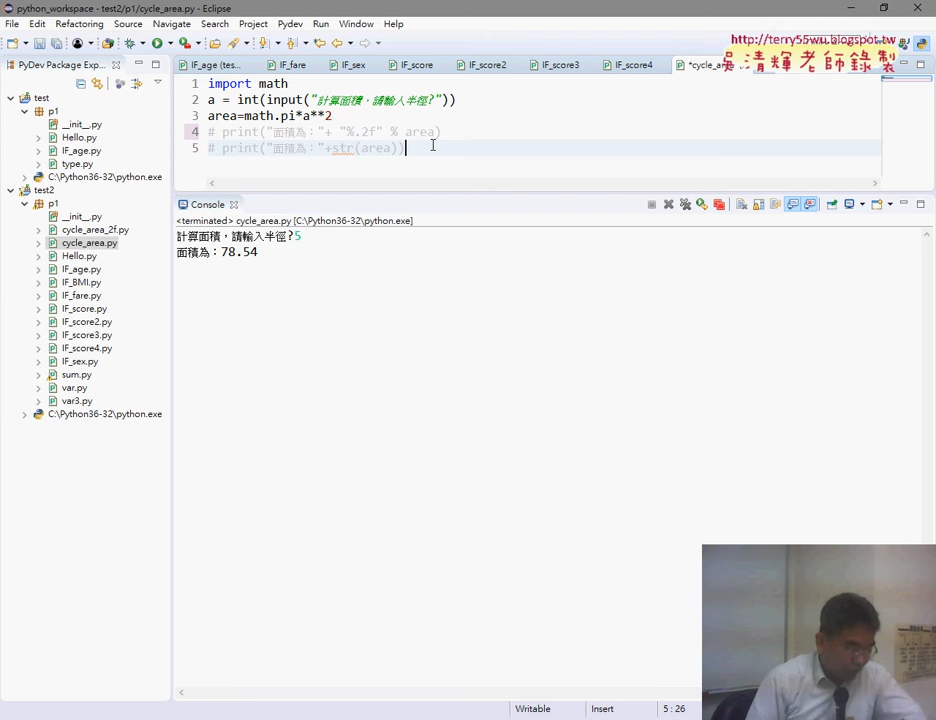 python_workspace - test2/p1/cycle_area.py - Eclipse
File Edit Refactoring Source Navigate Search Project Pydev Run Window Help
http://terry55wu.blogspot.tw
吳清輝老師錄製
PyDev Package Exp...
IF_age (tes... IF_fare IF_sex IF_score IF_score2 IF_score3 IF_score4 *cycle_
test
p1
__init__.py
Hello.py
IF_age.py
type.py
C:\Python36-32\python.exe
test2
p1
__init__.py
cycle_area_2f.py
cycle_area.py
Hello.py
IF_age.py
IF_BMI.py
IF_fare.py
IF_score.py
IF_score2.py
IF_score3.py
IF_score4.py
IF_sex.py
sum.py
var.py
var3.py
C:\Python36-32\python.exe
1 import math
2 a = int(input("計算面積，請輸入半徑?"))
3 area=math.pi*a**2
4 # print("面積為："+ "%.2f" % area)
5 # print("面積為："+str(area))
Console
<terminated> cycle_area.py [C:\Python36-32\python.exe]
計算面積，請輸入半徑?5
面積為：78.54
Writable Insert 5 : 26